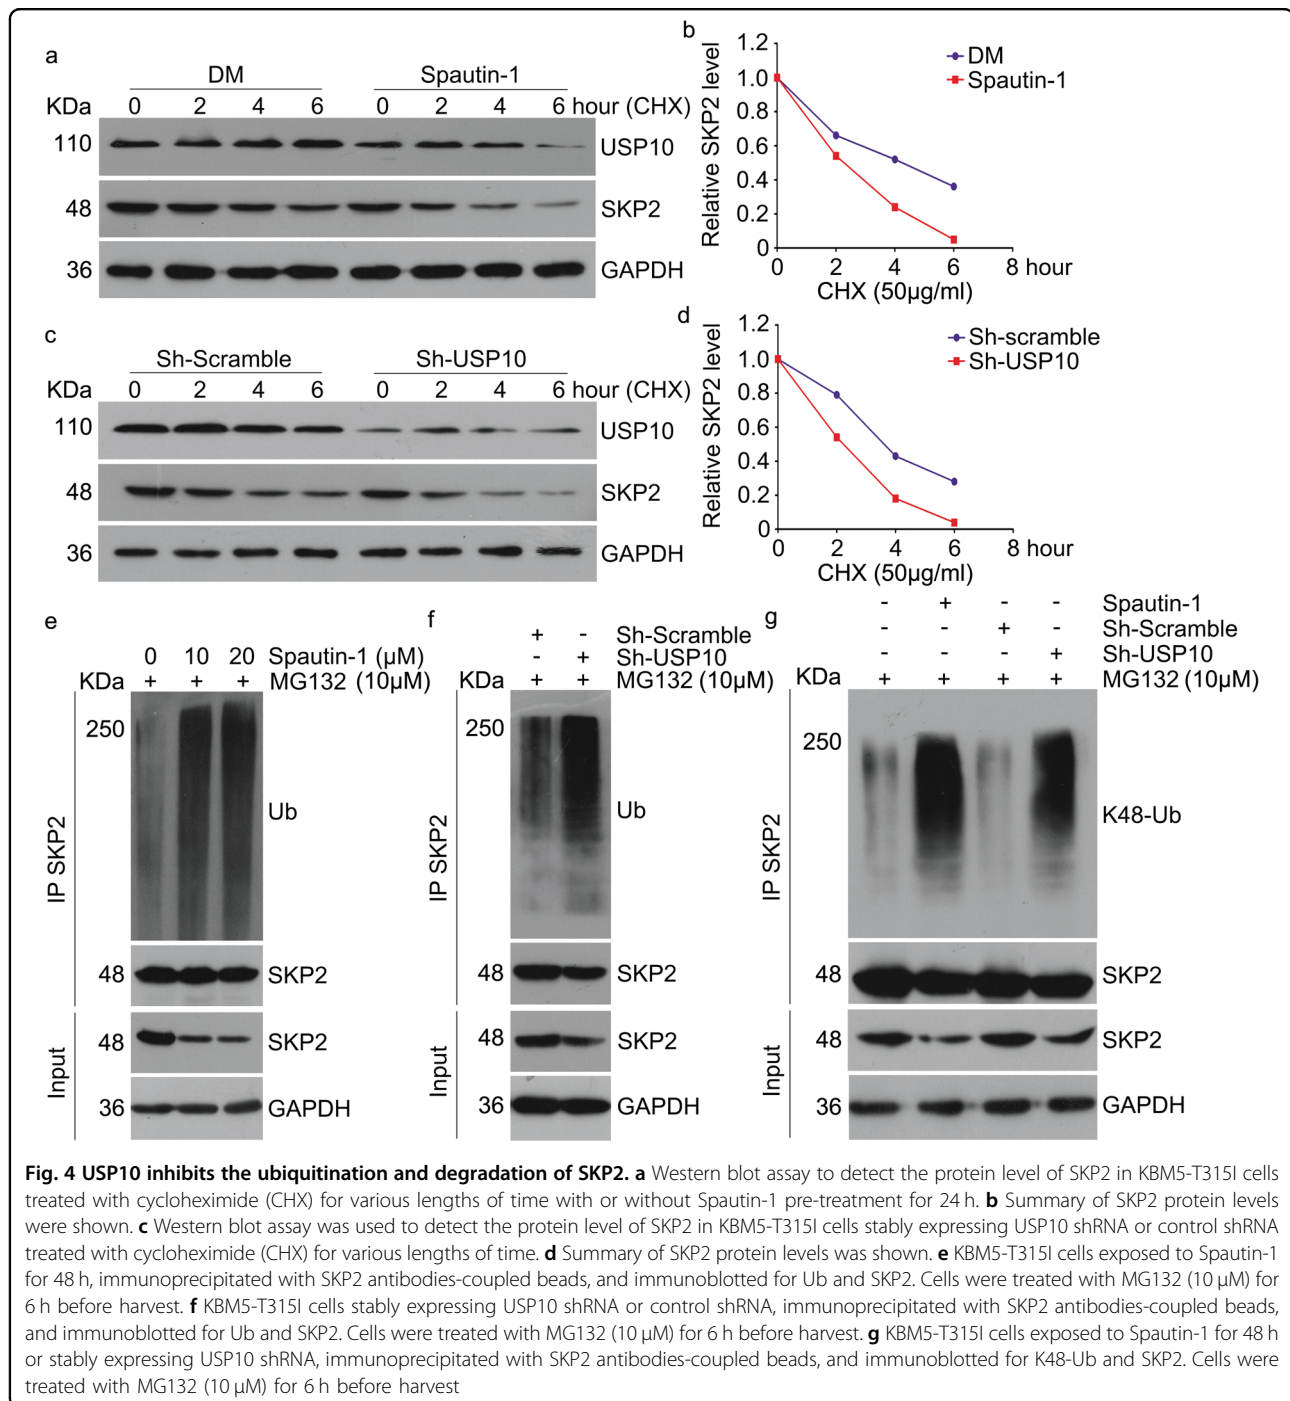 a
DM Spautin-1
KDa 0 2 4 6 0 2 4 6 hour (CHX)
110 USP10
48 SKP2
36 GAPDH
b
Relative SKP2 level
1.2
1.0
0.8
0.6
0.4
0.2
0
DM
Spautin-1
0 2 4 6 8 hour
CHX (50μg/ml)
c
Sh-Scramble Sh-USP10
KDa 0 2 4 6 0 2 4 6 hour (CHX)
110 USP10
48 SKP2
36 GAPDH
d
Relative SKP2 level
1.2
1.0
0.8
0.6
0.4
0.2
0
Sh-scramble
Sh-USP10
0 2 4 6 8 hour
CHX (50μg/ml)
e
0 10 20 Spautin-1 (μM)
KDa + + + MG132 (10μM)
250
IP SKP2
Ub
48 SKP2
Input
48 SKP2
36 GAPDH
f
+ - Sh-Scramble
- + Sh-USP10
KDa + + MG132 (10μM)
250
IP SKP2
Ub
48 SKP2
Input
48 SKP2
36 GAPDH
g
- + - - Spautin-1
- - + - Sh-Scramble
- - - + Sh-USP10
KDa + + + + MG132 (10μM)
250
IP SKP2
K48-Ub
48 SKP2
Input
48 SKP2
36 GAPDH
Fig. 4 USP10 inhibits the ubiquitination and degradation of SKP2. a Western blot assay to detect the protein level of SKP2 in KBM5-T315I cells
treated with cycloheximide (CHX) for various lengths of time with or without Spautin-1 pre-treatment for 24 h. b Summary of SKP2 protein levels
were shown. c Western blot assay was used to detect the protein level of SKP2 in KBM5-T315I cells stably expressing USP10 shRNA or control shRNA
treated with cycloheximide (CHX) for various lengths of time. d Summary of SKP2 protein levels was shown. e KBM5-T315I cells exposed to Spautin-1
for 48 h, immunoprecipitated with SKP2 antibodies-coupled beads, and immunoblotted for Ub and SKP2. Cells were treated with MG132 (10 μM) for
6 h before harvest. f KBM5-T315I cells stably expressing USP10 shRNA or control shRNA, immunoprecipitated with SKP2 antibodies-coupled beads,
and immunoblotted for Ub and SKP2. Cells were treated with MG132 (10 μM) for 6 h before harvest. g KBM5-T315I cells exposed to Spautin-1 for 48 h
or stably expressing USP10 shRNA, immunoprecipitated with SKP2 antibodies-coupled beads, and immunoblotted for K48-Ub and SKP2. Cells were
treated with MG132 (10 μM) for 6 h before harvest